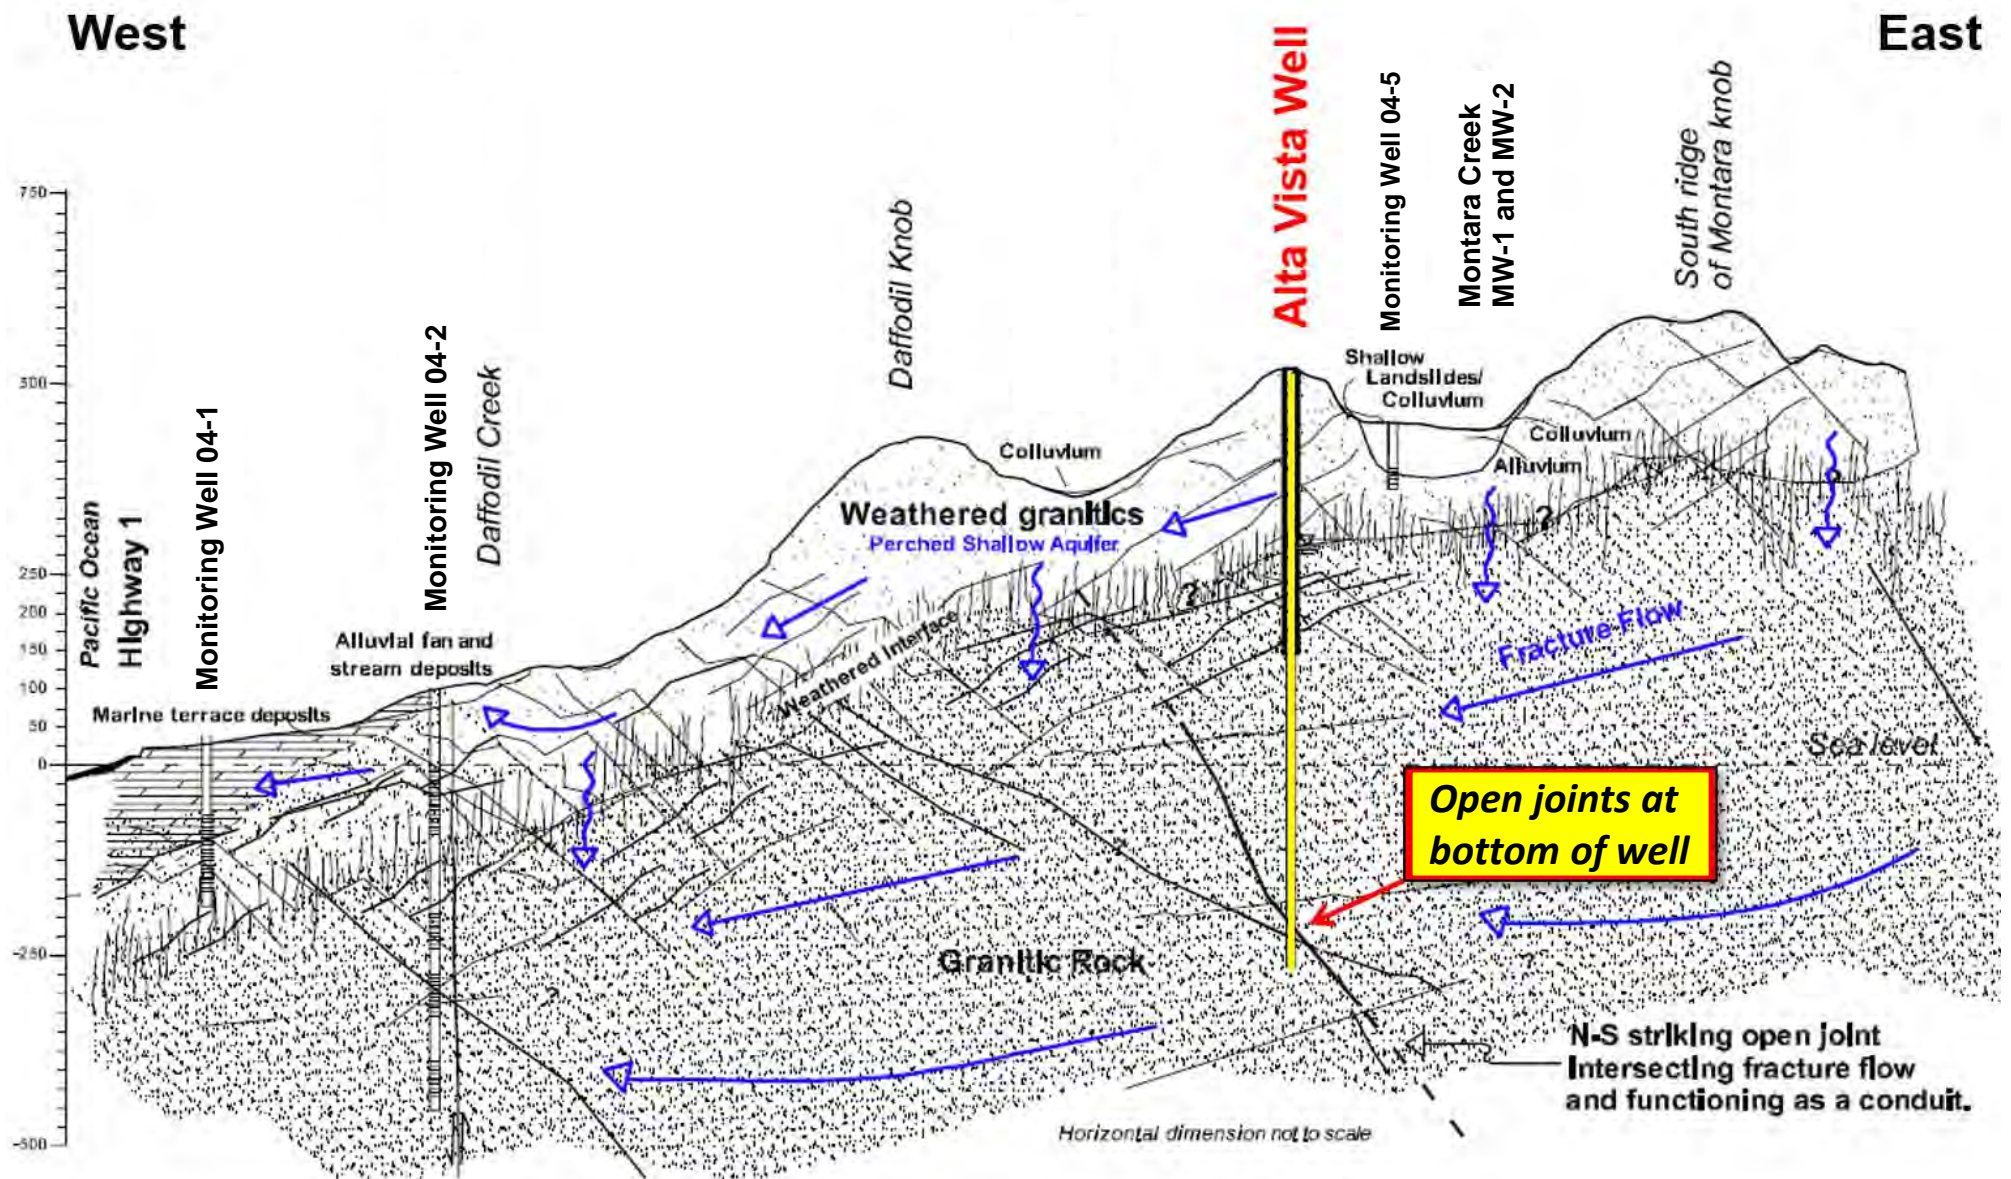 West
East
Alta Vista Well
Monitoring Well 04-5
Montara Creek
MW-1 and MW-2
South ridge
of Montara knob
Daffodil Knob
Monitoring Well 04-2
Daffodil Creek
Monitoring Well 04-1
Pacific Ocean
Highway 1
750
500
250
200
150
100
50
0
-250
-500
Shallow
Landslides/
Colluvium
Colluvium
Alluvium
Colluvium
Weathered granitics
Perched Shallow Aquifer
?
?
?
Weathered Interface
Alluvial fan and
stream deposits
Marine terrace deposits
Fracture Flow
Sea level
Open joints at
bottom of well
Granitic Rock
?
?
N-S striking open joint
intersecting fracture flow
and functioning as a conduit.
Horizontal dimension not to scale